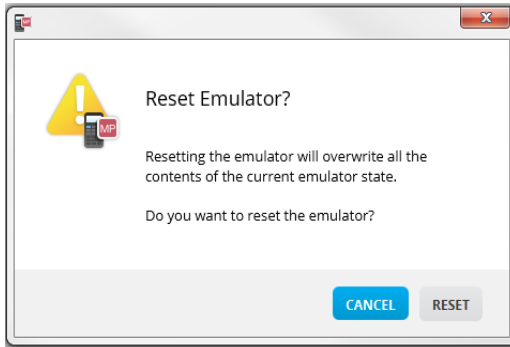 MP
Reset Emulator?
Resetting the emulator will overwrite all the
contents of the current emulator state.
Do you want to reset the emulator?
CANCEL
RESET